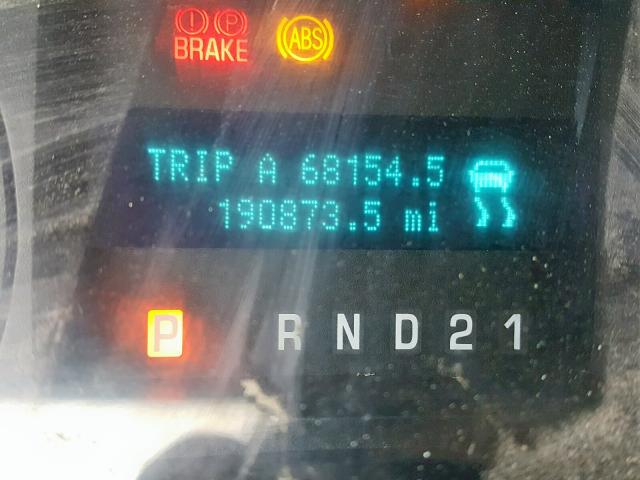 (!) (P)
BRAKE ABS
TRIP A 68154.5
190873.5 mi
P R N D 2 1